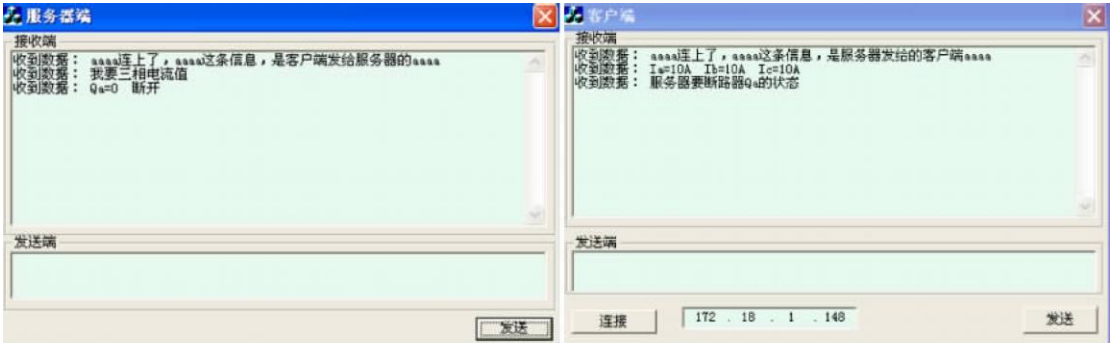 服务器端
接收端
收到数据： aaaa连上了，aaaa这条信息，是客户端发给服务器的aaaa
收到数据： 我要三相电流值
收到数据： Qa=0 断开
发送端
发送
客户端
接收端
收到数据： aaaa连上了，aaaa这条信息，是服务器发给的客户端aaaa
收到数据： Ia=10A Ib=10A Ic=10A
收到数据： 服务器要断路器Qa的状态
发送端
连接
172 . 18 . 1 . 148
发送